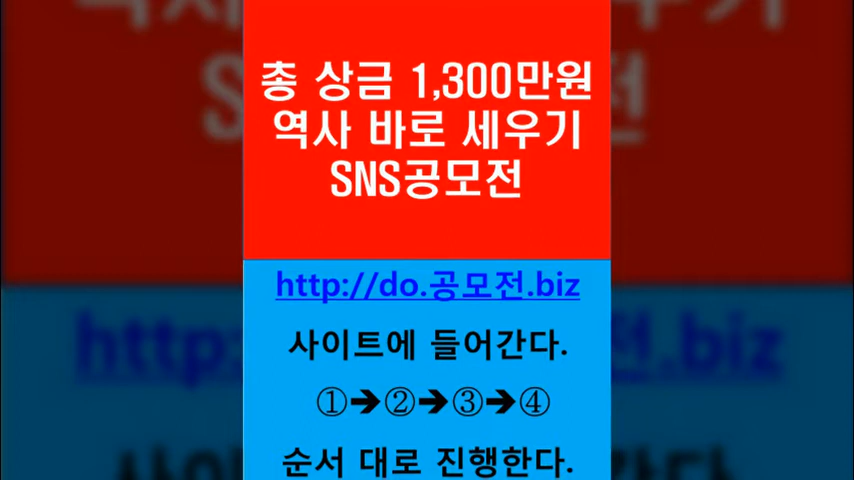 총 상금 1,300만원
역사 바로 세우기
SNS공모전
http://do.공모전.biz
사이트에 들어간다.
①➔②➔③➔④
순서 대로 진행한다.